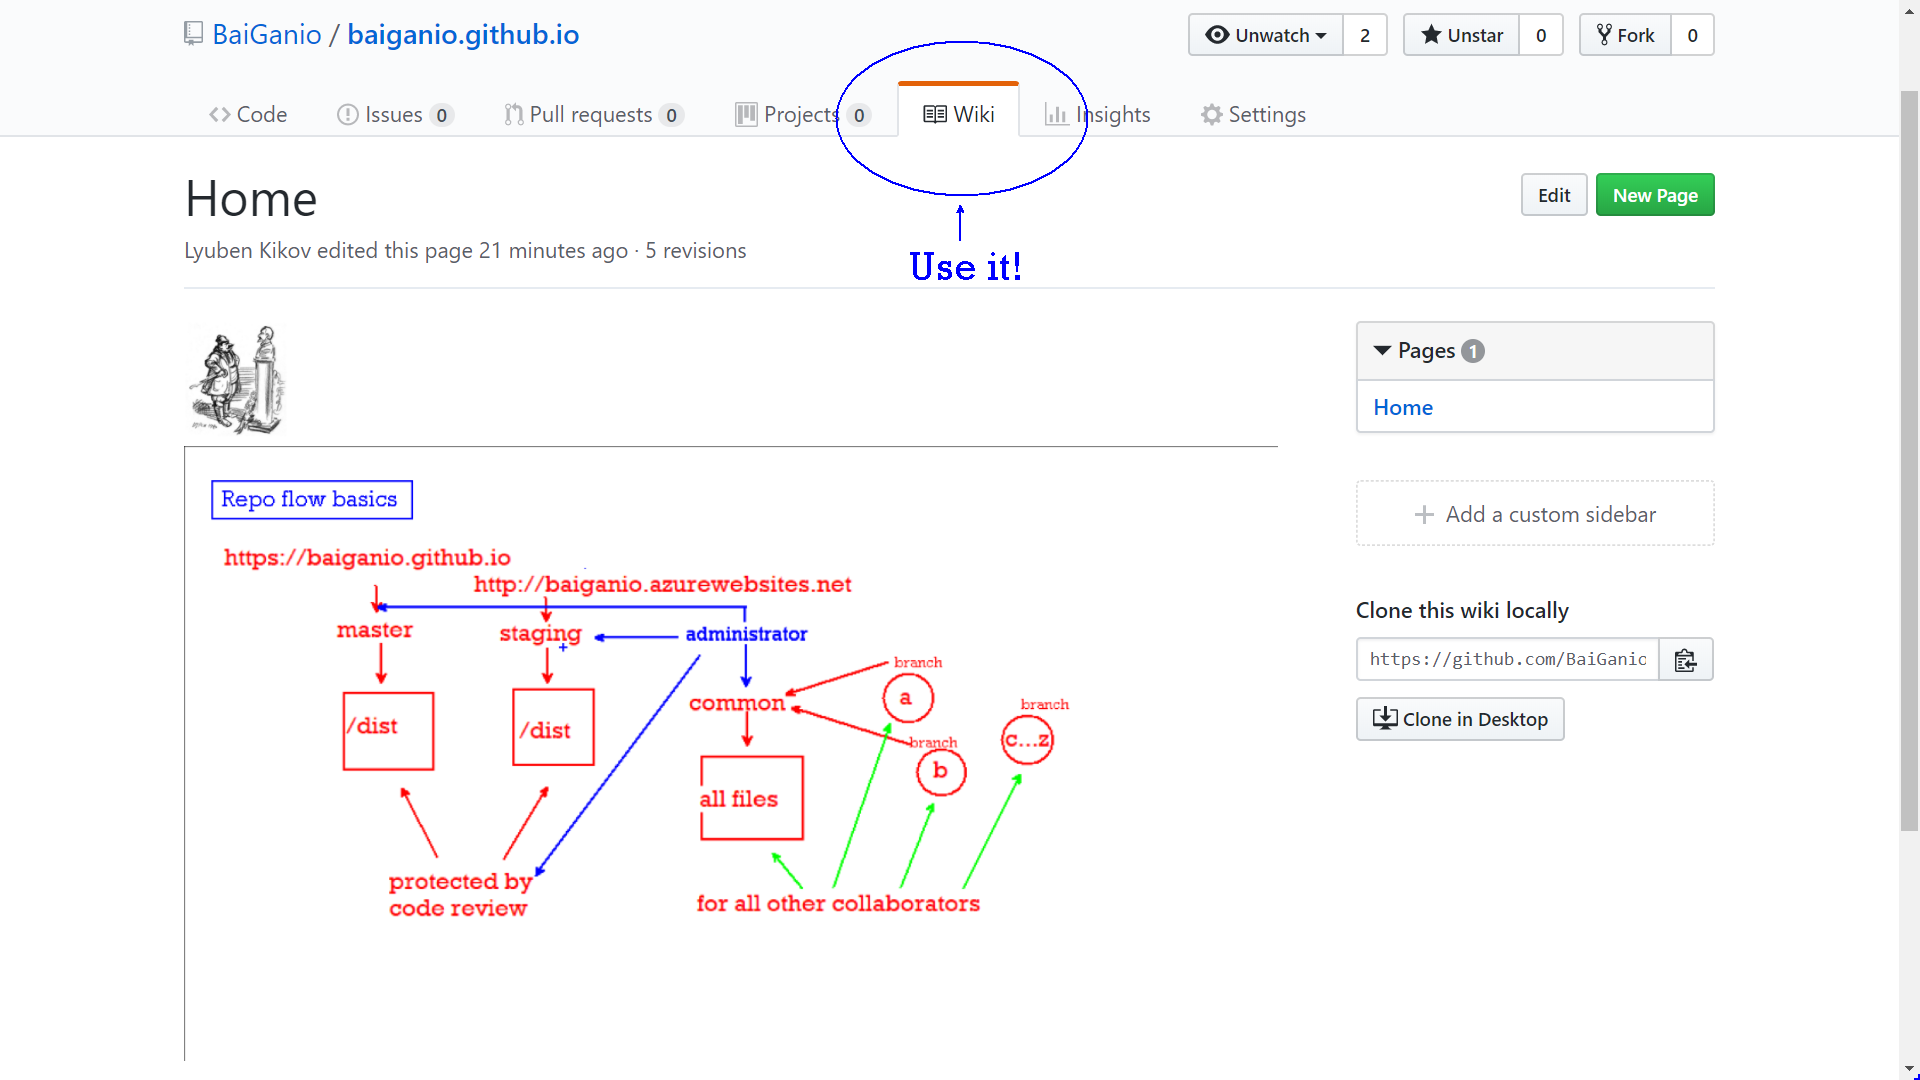 BaiGanio / baiganio.github.io
Unwatch 2
Unstar 0
Fork 0
Code
Issues 0
Pull requests 0
Projects 0
Wiki
Insights
Settings
Home
Edit
New Page
Lyuben Kikov edited this page 21 minutes ago · 5 revisions
Use it!
Pages 1
Home
Add a custom sidebar
Clone this wiki locally
https://github.com/BaiGanio
Clone in Desktop
Repo flow basics
https://baiganio.github.io
http://baiganio.azurewebsites.net
master
staging
administrator
branch
a
common
branch
c...z
branch
b
/dist
/dist
all files
protected by
code review
for all other collaborators